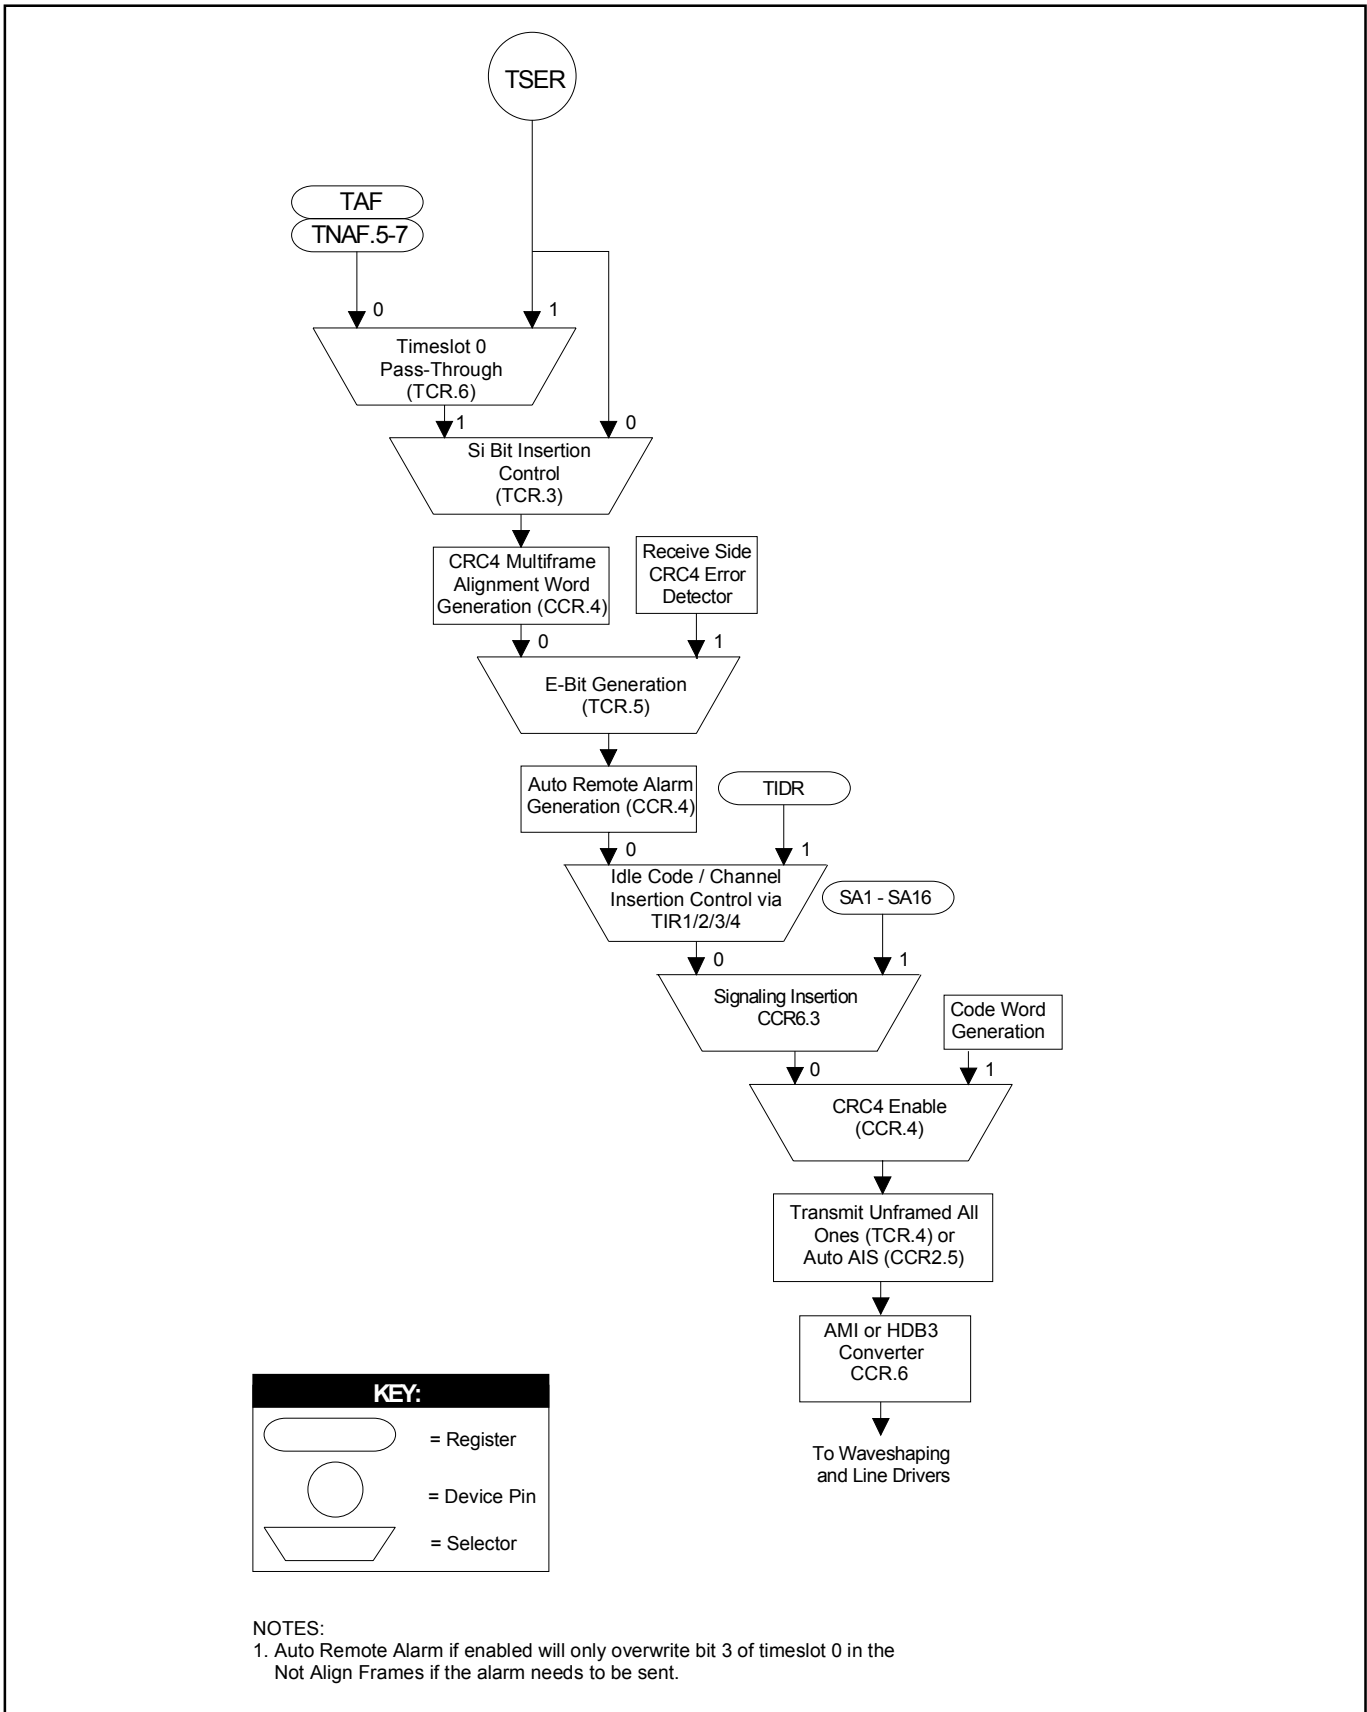 TSER
TAF
TNAF.5-7
0
1
Timeslot 0
Pass-Through
(TCR.6)
1
0
Si Bit Insertion
Control
(TCR.3)
CRC4 Multiframe
Alignment Word
Generation (CCR.4)
Receive Side
CRC4 Error
Detector
0
1
E-Bit Generation
(TCR.5)
Auto Remote Alarm
Generation (CCR.4)
TIDR
0
1
Idle Code / Channel
Insertion Control via
TIR1/2/3/4
SA1 - SA16
0
1
Signaling Insertion
CCR6.3
Code Word
Generation
0
1
CRC4 Enable
(CCR.4)
Transmit Unframed All
Ones (TCR.4) or
Auto AIS (CCR2.5)
AMI or HDB3
Converter
CCR.6
To Waveshaping
and Line Drivers
KEY:
= Register
= Device Pin
= Selector
NOTES:
1. Auto Remote Alarm if enabled will only overwrite bit 3 of timeslot 0 in the
Not Align Frames if the alarm needs to be sent.